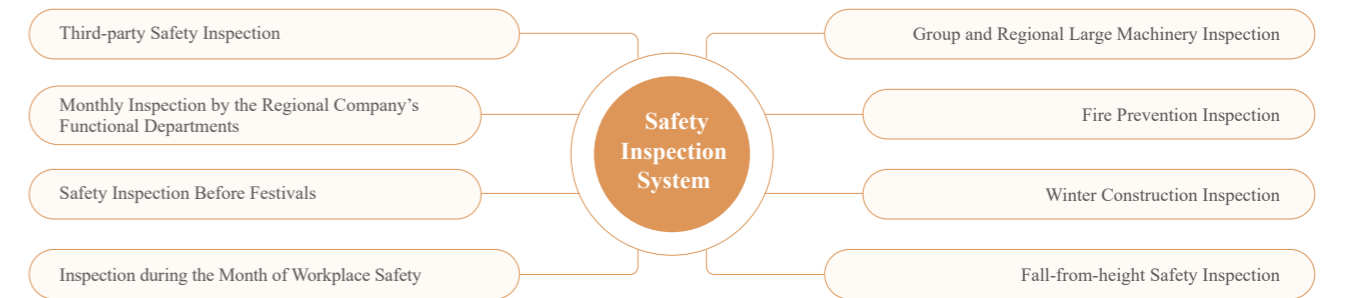 Third-party Safety Inspection
Monthly Inspection by the Regional Company's
Functional Departments
Safety Inspection Before Festivals
Inspection during the Month of Workplace Safety
Safety
Inspection
System
Group and Regional Large Machinery Inspection
Fire Prevention Inspection
Winter Construction Inspection
Fall-from-height Safety Inspection